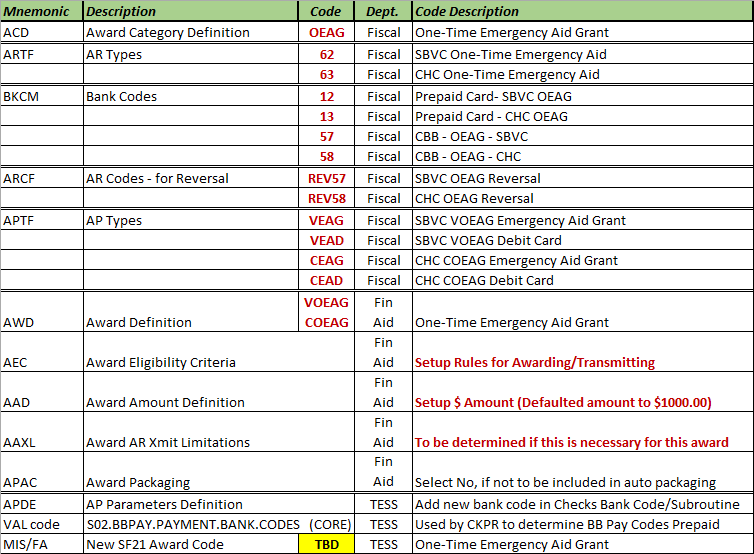 Mnemonic Description Code Dept. Code Description
ACD Award Category Definition OEAG Fiscal One-Time Emergency Aid Grant
ARTF AR Types 62 Fiscal SBVC One-Time Emergency Aid
63 Fiscal CHC One-Time Emergency Aid
BKCM Bank Codes 12 Fiscal Prepaid Card- SBVC OEAG
13 Fiscal Prepaid Card - CHC OEAG
57 Fiscal CBB - OEAG - SBVC
58 Fiscal CBB - OEAG - CHC
ARCF AR Codes - for Reversal REV57 Fiscal SBVC OEAG Reversal
REV58 Fiscal CHC OEAG Reversal
APTF AP Types VEAG Fiscal SBVC VOEAG Emergency Aid Grant
VEAD Fiscal SBVC VOEAG Debit Card
CEAG Fiscal CHC COEAG Emergency Aid Grant
CEAD Fiscal CHC COEAG Debit Card
VOEAG Fin
AWD Award Definition COEAG Aid One-Time Emergency Aid Grant
Fin
AEC Award Eligibility Criteria Aid Setup Rules for Awarding/Transmitting
Fin
AAD Award Amount Definition Aid Setup $ Amount (Defaulted amount to $1000.00)
Fin
AAXL Award AR Xmit Limitations Aid To be determined if this is necessary for this award
Fin
APAC Award Packaging Aid Select No, if not to be included in auto packaging
APDE AP Parameters Definition TESS Add new bank code in Checks Bank Code/Subroutine
VAL code S02.BBPAY.PAYMENT.BANK.CODES (CORE) TESS Used by CKPR to determine BB Pay Codes Prepaid
MIS/FA New SF21 Award Code TBD TESS One-Time Emergency Aid Grant